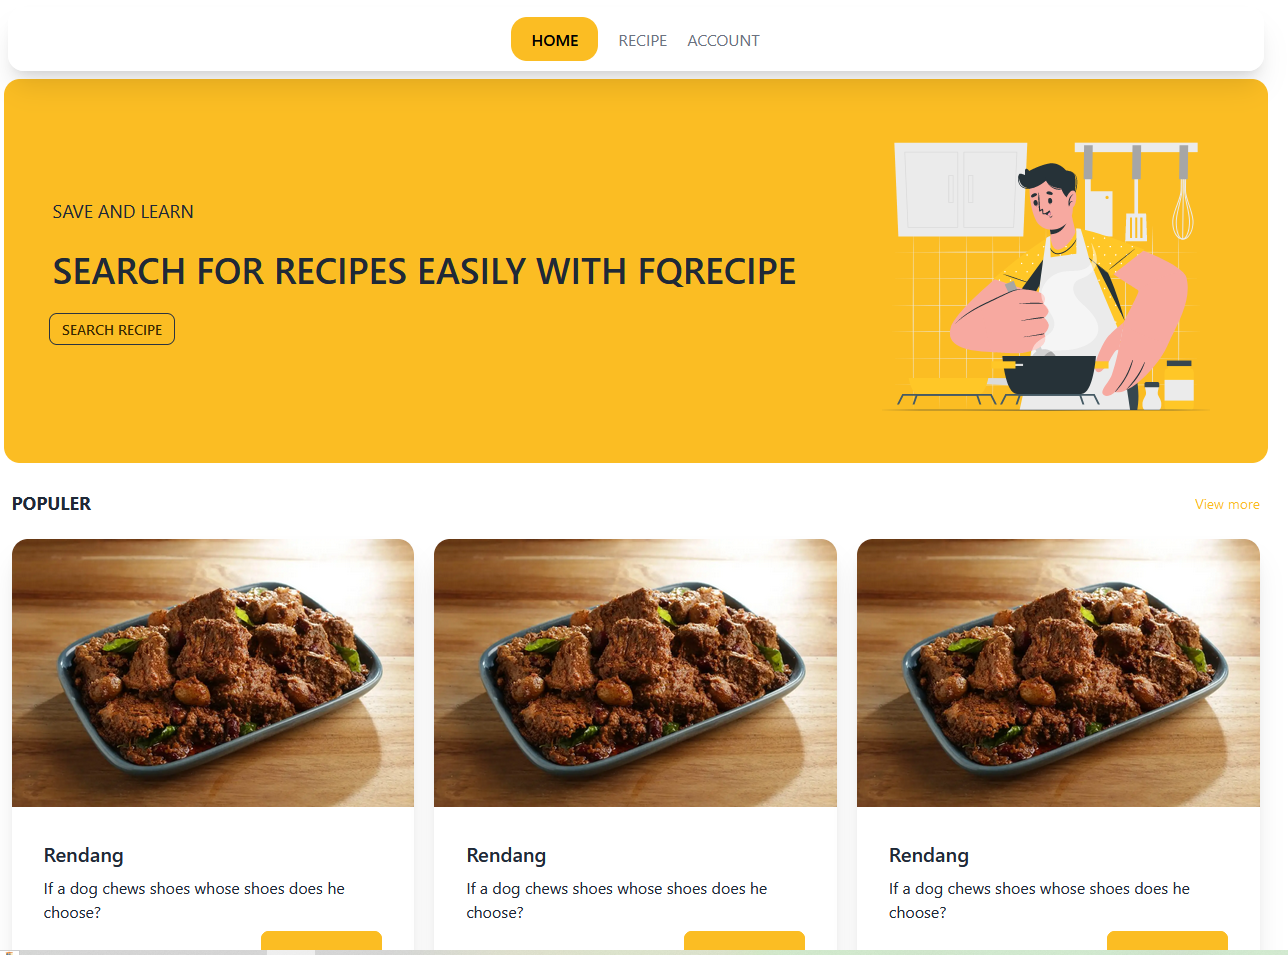 HOME RECIPE ACCOUNT
SAVE AND LEARN
SEARCH FOR RECIPES EASILY WITH FQRECIPE
SEARCH RECIPE
POPULER View more
Rendang
If a dog chews shoes whose shoes does he
choose?
Rendang
If a dog chews shoes whose shoes does he
choose?
Rendang
If a dog chews shoes whose shoes does he
choose?